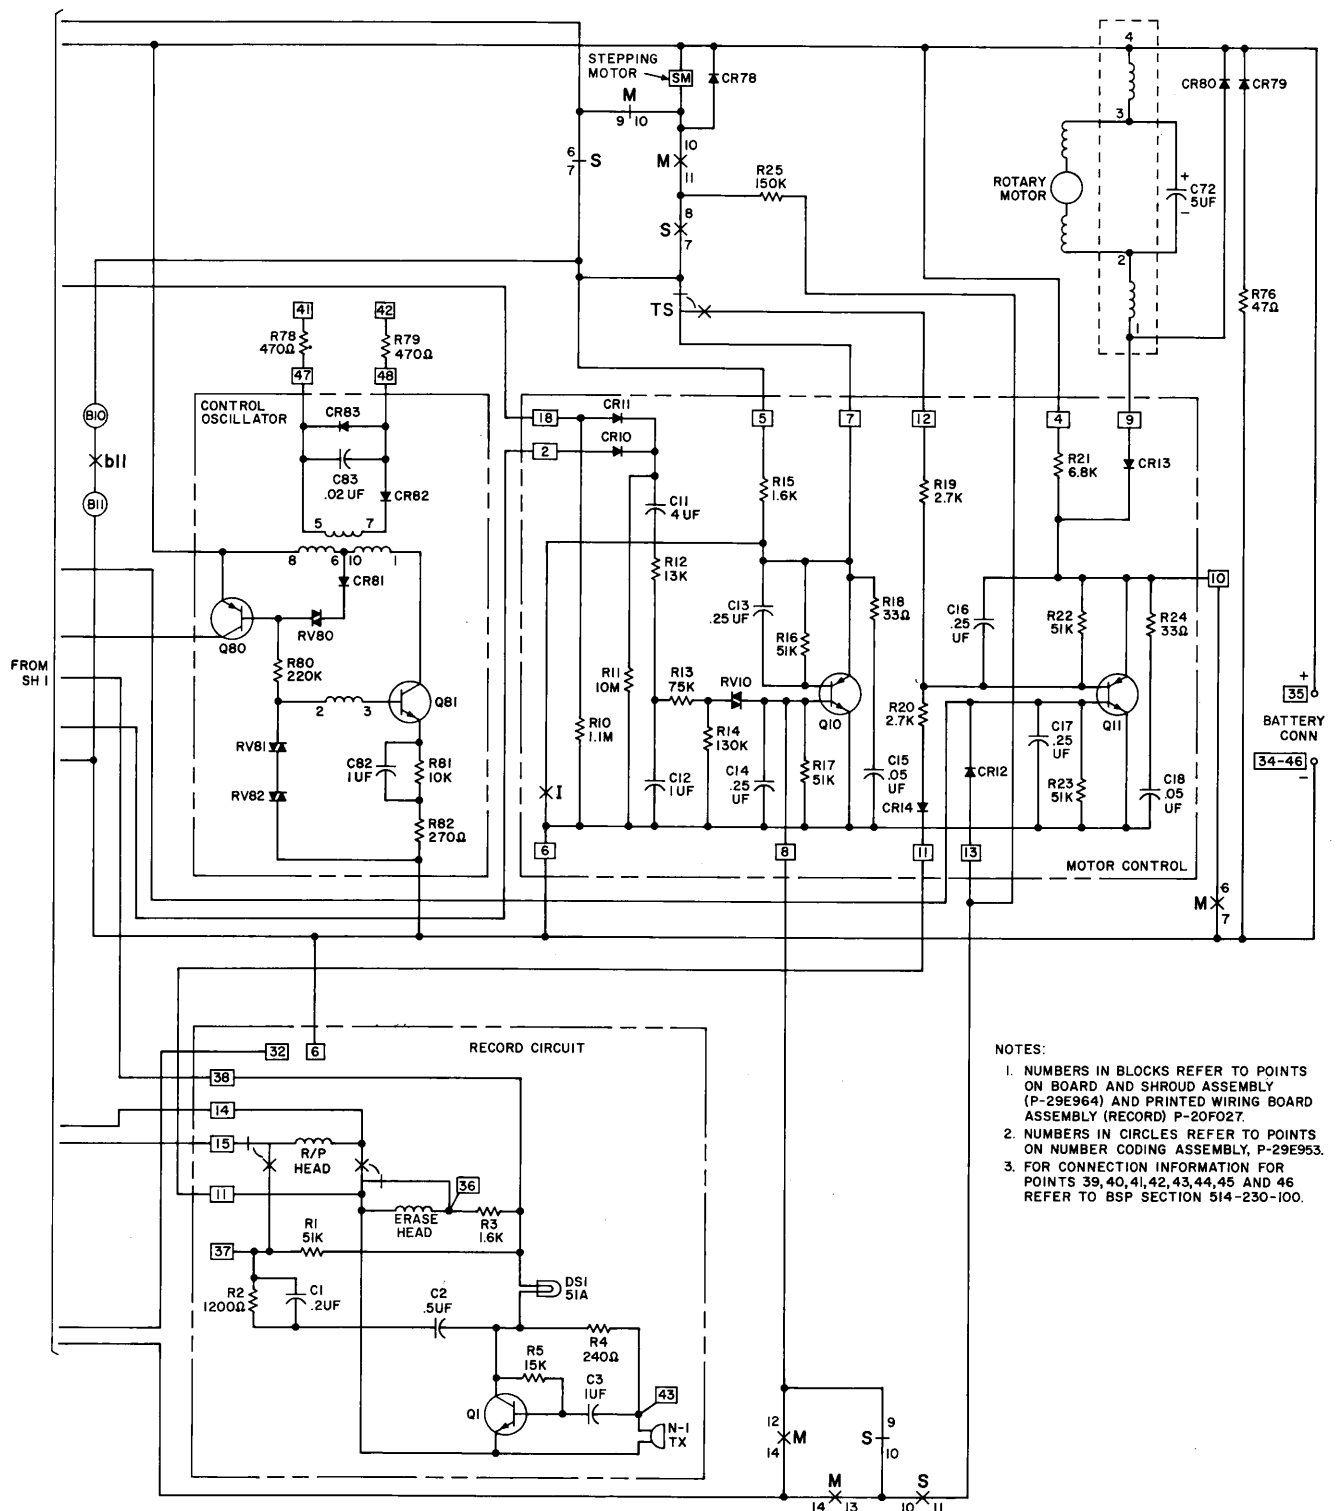 4
STEPPING
MOTOR
SM
CR78
CR80
CR79
M
9 10
3
6
7
S
10
M
11
R25
150K
ROTARY
MOTOR
+
C72
5UF
−
8
S
7
2
R76
47Ω
TS
1
41
42
R78
470Ω
R79
470Ω
47
48
CONTROL
OSCILLATOR
CR83
C83
.02UF
CR82
5 7
8 6 10 1
CR81
RV80
Q80
R80
220K
2 3
Q81
RV81
RV82
C82
1UF
R81
10K
R82
270Ω
B10
b11
B11
FROM
SH 1
18
CR11
5
7
12
4
9
2
CR10
R21
6.8K
CR13
R15
1.6K
R19
2.7K
C11
4UF
R12
13K
10
C13
.25UF
R18
33Ω
C16
.25
UF
R22
51K
R24
33Ω
R16
51K
R11
10M
R13
75K
RV10
Q10
R20
2.7K
Q11
R10
1.1M
R14
130K
C17
.25
UF
C12
1UF
C14
.25
UF
R17
51K
C15
.05
UF
CR12
R23
51K
C18
.05
UF
I
CR14
6
8
11
13
MOTOR CONTROL
+
35
BATTERY
CONN
34-46
−
6
M
7
RECORD CIRCUIT
32
6
38
14
15
R/P
HEAD
11
36
ERASE
HEAD
R3
1.6K
37
R1
51K
DS1
51A
R2
1200Ω
C1
.2UF
C2
.5UF
R4
240Ω
R5
15K
C3
1UF
43
Q1
N-1
TX
12
M
14
9
S
10
M
14 13
S
10 11
NOTES:
1. NUMBERS IN BLOCKS REFER TO POINTS
ON BOARD AND SHROUD ASSEMBLY
(P-29E964) AND PRINTED WIRING BOARD
ASSEMBLY (RECORD) P-20F027.
2. NUMBERS IN CIRCLES REFER TO POINTS
ON NUMBER CODING ASSEMBLY, P-29E953.
3. FOR CONNECTION INFORMATION FOR
POINTS 39,40,41,42,43,44,45 AND 46
REFER TO BSP SECTION 514-230-100.